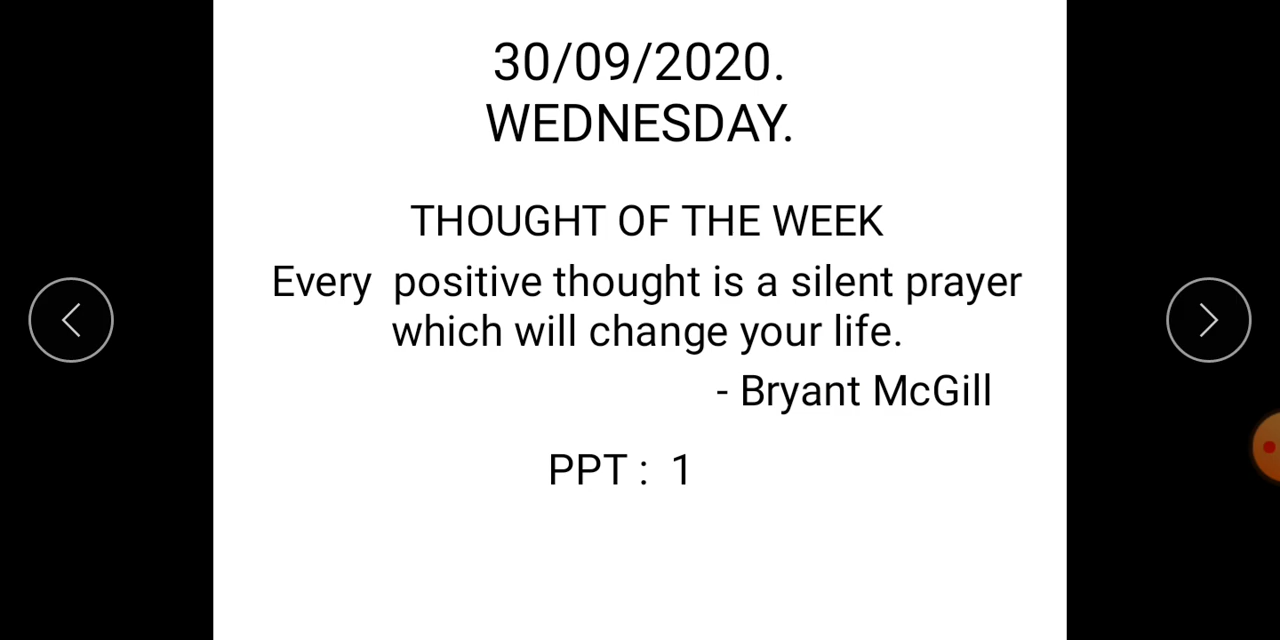 30/09/2020.
WEDNESDAY.
THOUGHT OF THE WEEK
Every  positive thought is a silent prayer
which will change your life.
- Bryant McGill
PPT :  1